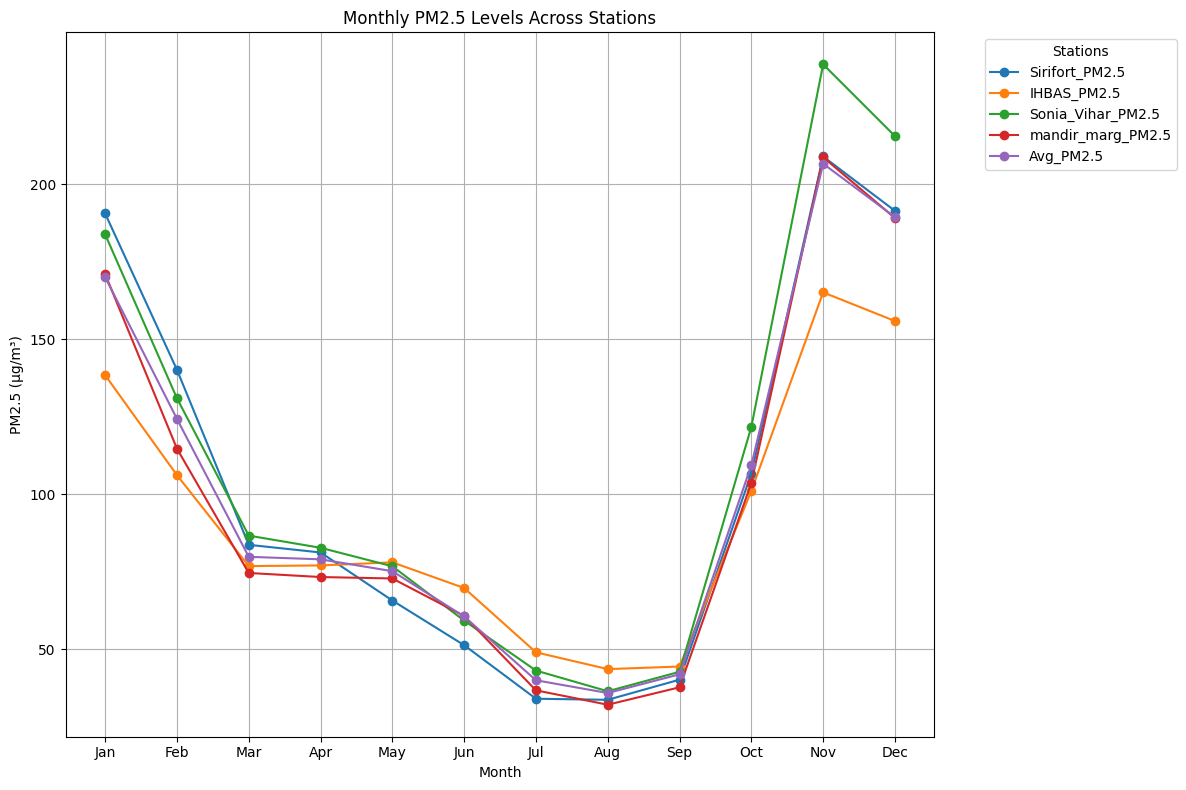 Monthly PM2.5 Levels Across Stations
Stations
Sirifort_PM2.5
IHBAS_PM2.5
Sonia_Vihar_PM2.5
mandir_marg_PM2.5
Avg_PM2.5
PM2.5 (µg/m³)
200
150
100
50
Jan Feb Mar Apr May Jun Jul Aug Sep Oct Nov Dec
Month